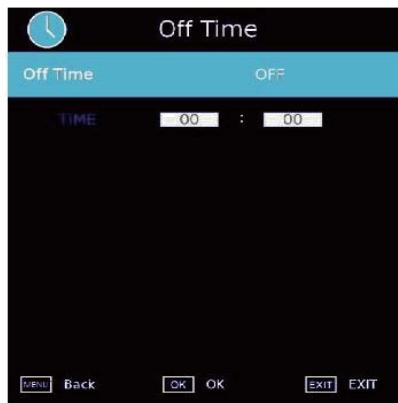 Off Time
Off Time OFF
TIME 00 : 00
MENU Back OK OK EXIT EXIT